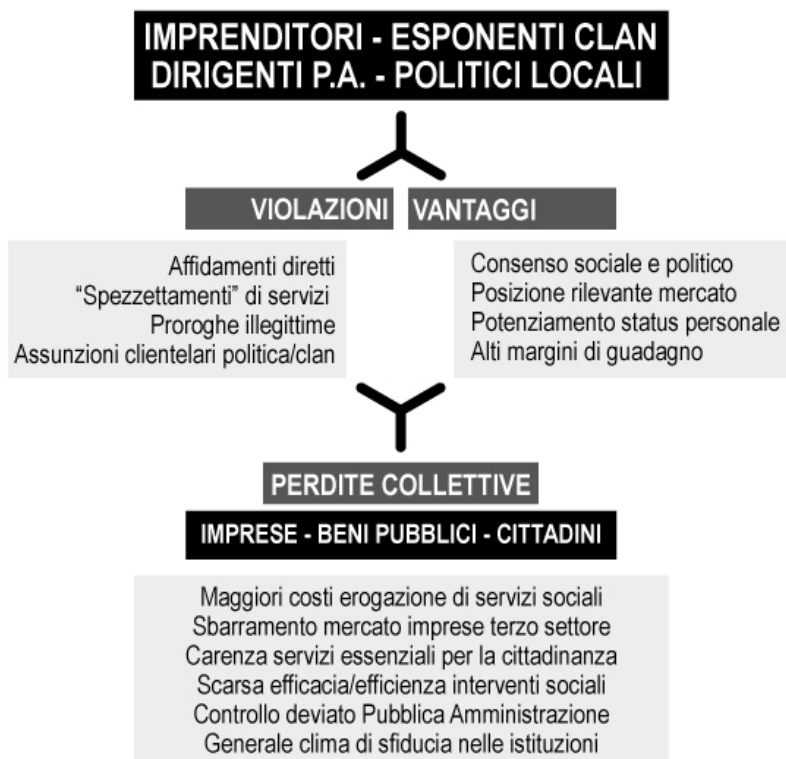 IMPRENDITORI - ESPONENTI CLAN
DIRIGENTI P.A. - POLITICI LOCALI
VIOLAZIONI
Affidamenti diretti
“Spezzettamenti” di servizi
Proroghe illegittime
Assunzioni clientelari politica/clan
VANTAGGI
Consenso sociale e politico
Posizione rilevante mercato
Potenziamento status personale
Alti margini di guadagno
PERDITE COLLETTIVE
IMPRESE - BENI PUBBLICI - CITTADINI
Maggiori costi erogazione di servizi sociali
Sbarramento mercato imprese terzo settore
Carenza servizi essenziali per la cittadinanza
Scarsa efficacia/efficienza interventi sociali
Controllo deviato Pubblica Amministrazione
Generale clima di sfiducia nelle istituzioni